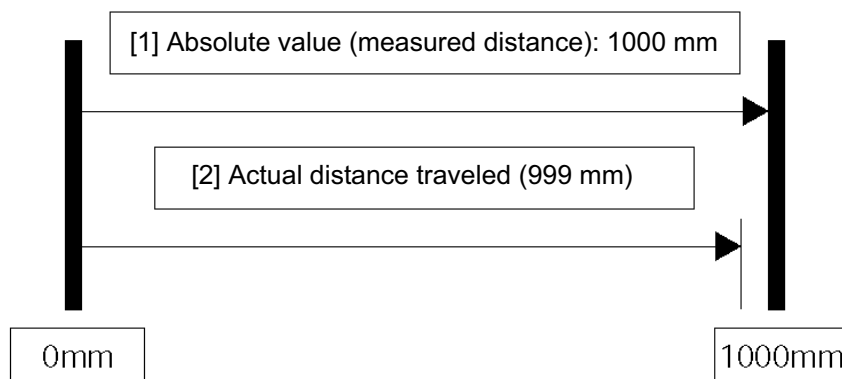 [1] Absolute value (measured distance): 1000 mm
[2] Actual distance traveled (999 mm)
0mm
1000mm